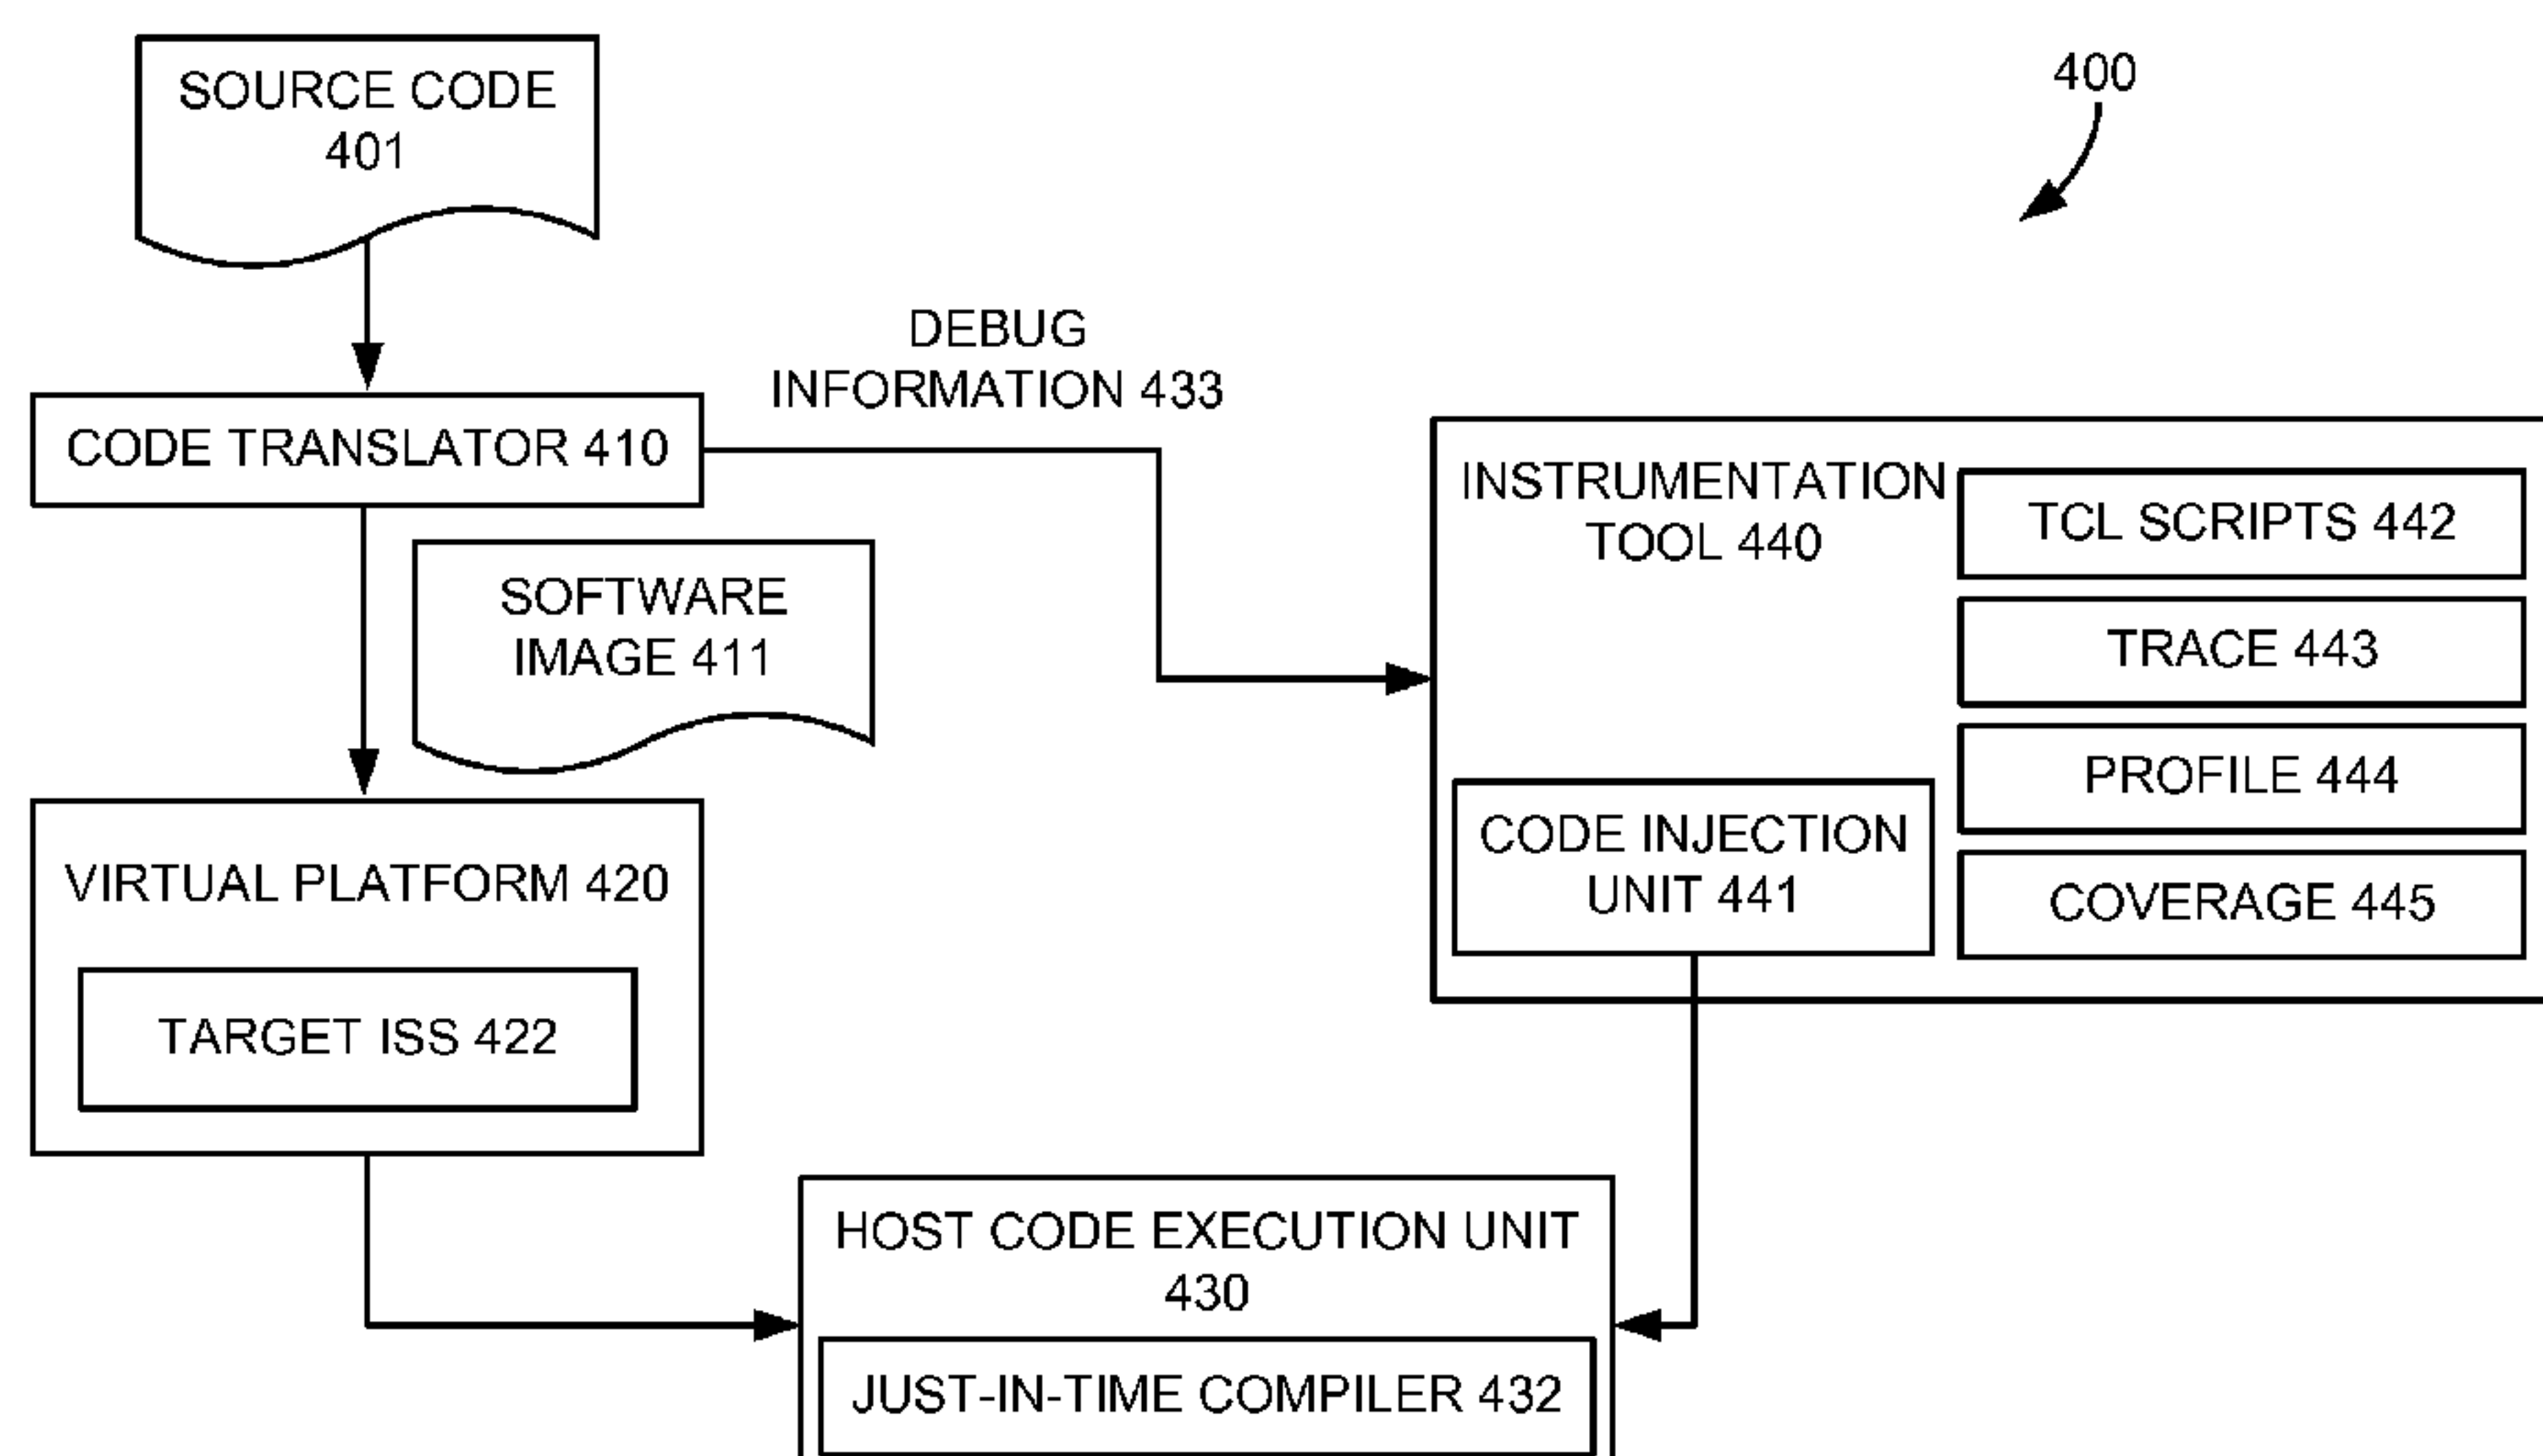 SOURCE CODE
401
400
DEBUG
INFORMATION 433
CODE TRANSLATOR 410
SOFTWARE
IMAGE 411
INSTRUMENTATION
TOOL 440
TCL SCRIPTS 442
TRACE 443
PROFILE 444
COVERAGE 445
CODE INJECTION
UNIT 441
VIRTUAL PLATFORM 420
TARGET ISS 422
HOST CODE EXECUTION UNIT
430
JUST-IN-TIME COMPILER 432